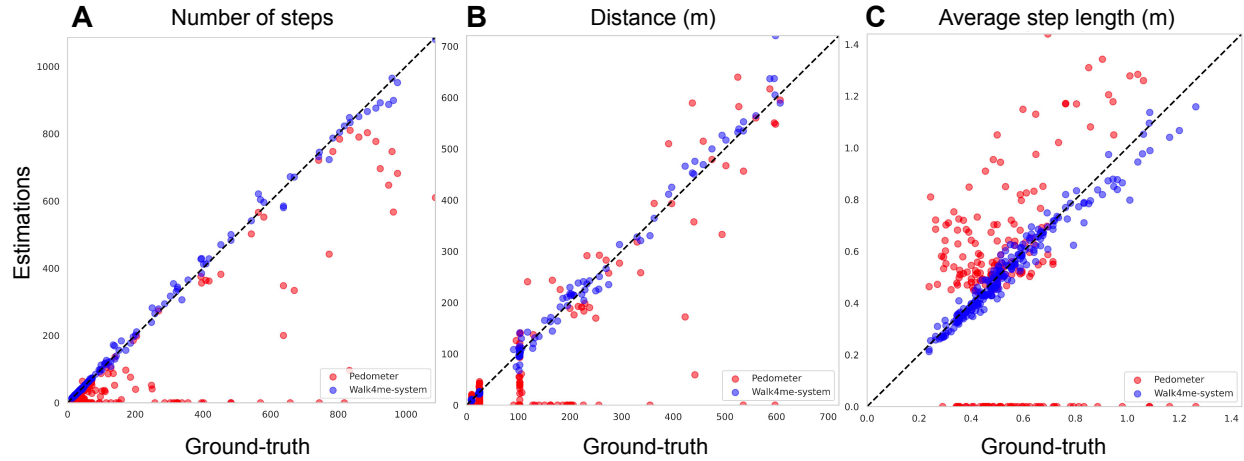 A Number of steps
B Distance (m)
C Average step length (m)
Estimations
1000
800
600
400
200
0
0 200 400 600 800 1000
Pedometer
Walk4me-system
Ground-truth
700
600
500
400
300
200
100
0
0 100 200 300 400 500 600 700
Pedometer
Walk4me-system
Ground-truth
1.4
1.2
1.0
0.8
0.6
0.4
0.2
0.0
0.0 0.2 0.4 0.6 0.8 1.0 1.2 1.4
Pedometer
Walk4me-system
Ground-truth